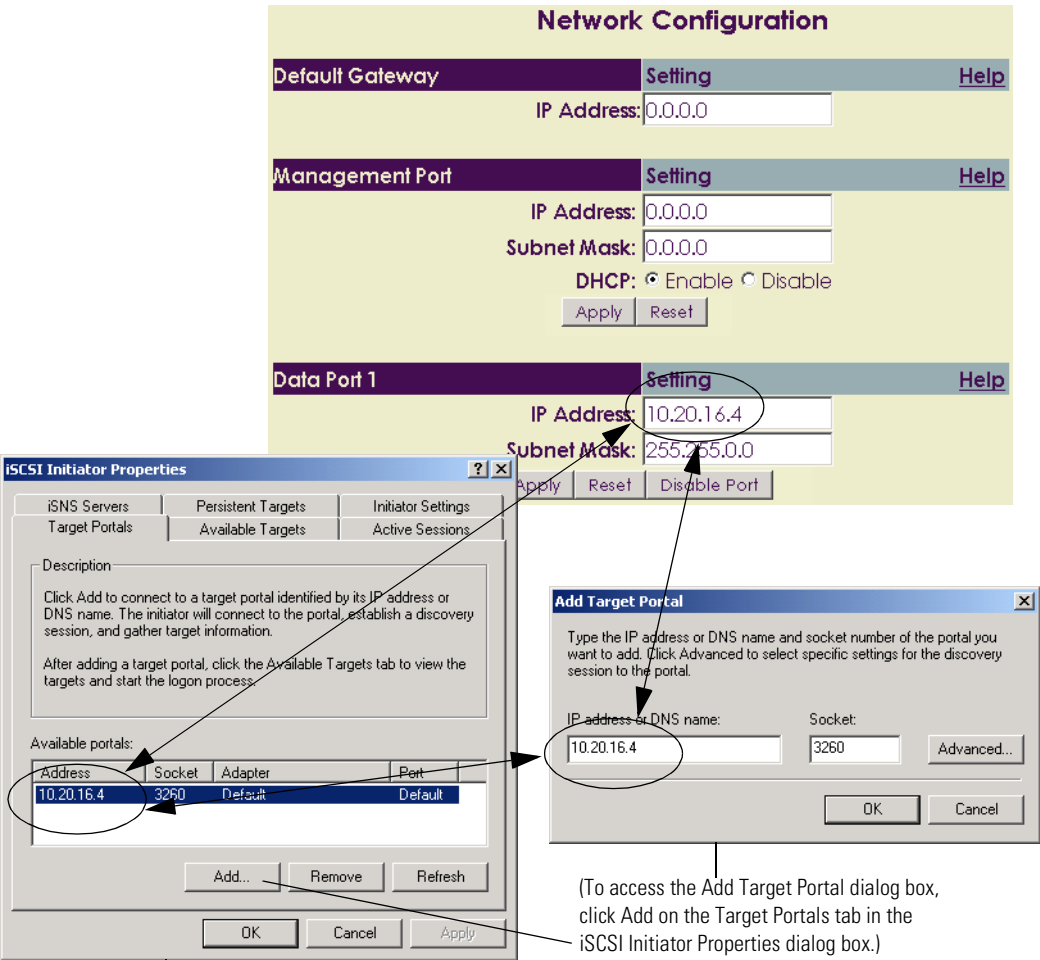 Network Configuration
Default Gateway Setting Help
IP Address: 0.0.0.0
Management Port Setting Help
IP Address: 0.0.0.0
Subnet Mask: 0.0.0.0
DHCP: Enable Disable
Apply Reset
Data Port 1 Setting Help
IP Address: 10.20.16.4
Subnet Mask: 255.255.0.0
Apply Reset Disable Port
iSCSI Initiator Properties
iSNS Servers Persistent Targets Initiator Settings
Target Portals Available Targets Active Sessions
Description
Click Add to connect to a target portal identified by its IP address or
DNS name. The initiator will connect to the portal, establish a discovery
session, and gather target information.
After adding a target portal, click the Available Targets tab to view the
targets and start the logon process.
Available portals:
Address Socket Adapter Port
10.20.16.4 3260 Default Default
Add... Remove Refresh
OK Cancel Apply
Add Target Portal
Type the IP address or DNS name and socket number of the portal you
want to add. Click Advanced to select specific settings for the discovery
session to the portal.
IP address or DNS name: Socket:
10.20.16.4 3260 Advanced...
OK Cancel
(To access the Add Target Portal dialog box,
click Add on the Target Portals tab in the
iSCSI Initiator Properties dialog box.)